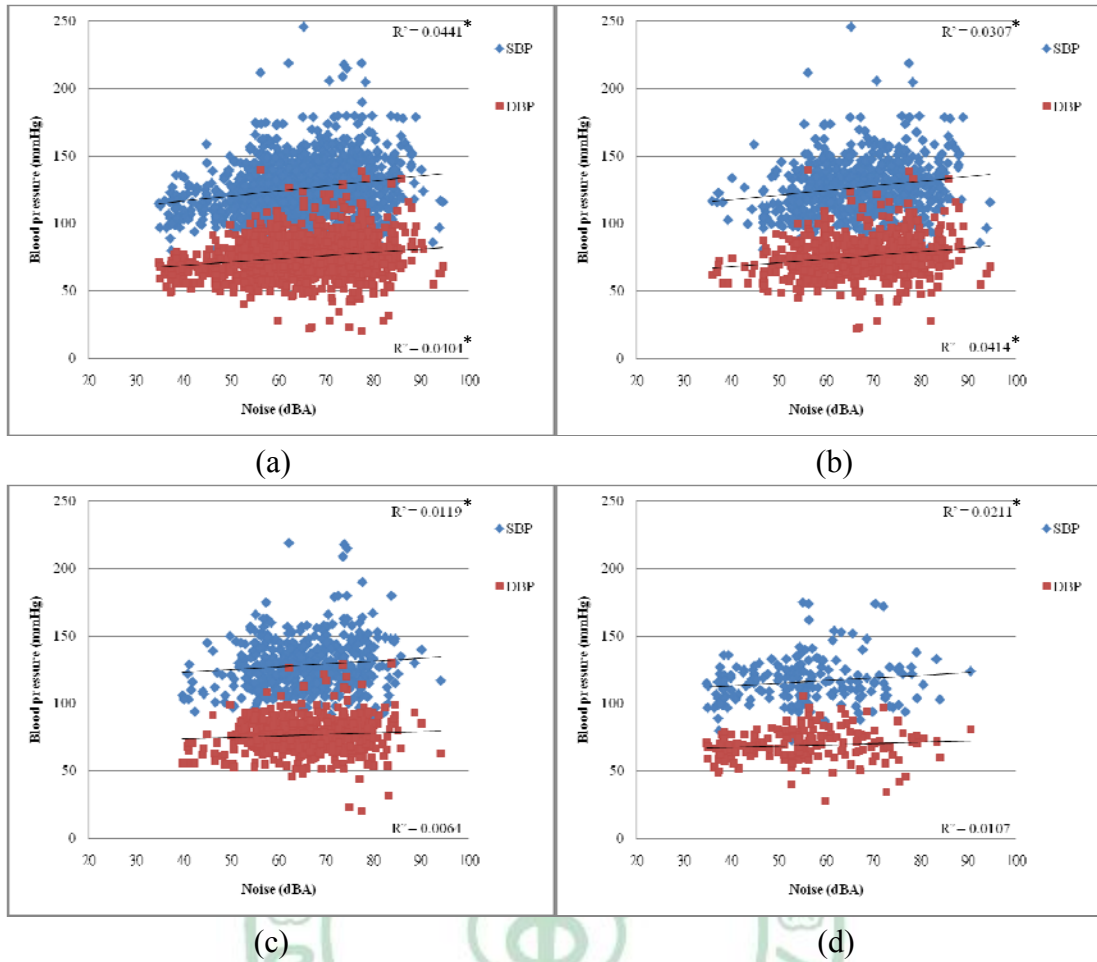 250
R² = 0.0441*
SBP
200
DBP
150
100
50
R² = 0.0404*
0
20 30 40 50 60 70 80 90 100
Blood pressure (mmHg)
Noise (dBA)
(a)
250
R² = 0.0307*
SBP
200
DBP
150
100
50
R² = 0.0414*
0
20 30 40 50 60 70 80 90 100
Blood pressure (mmHg)
Noise (dBA)
(b)
250
R² = 0.0119*
SBP
200
DBP
150
100
50
R² = 0.0064
0
20 30 40 50 60 70 80 90 100
Blood pressure (mmHg)
Noise (dBA)
(c)
250
R² = 0.0211*
SBP
200
DBP
150
100
50
R² = 0.0107
0
20 30 40 50 60 70 80 90 100
Blood pressure (mmHg)
Noise (dBA)
(d)